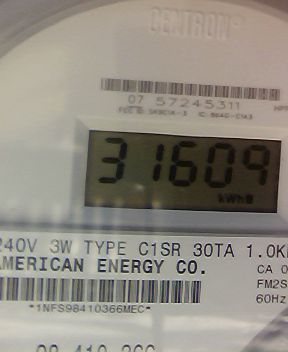 CENTRON®
07 57245311
31609
kWh
240V 3W TYPE C1SR 30TA 1.0K
AMERICAN ENERGY CO.
CA 0
FM2S
60Hz
*1NFS98410366MEC*